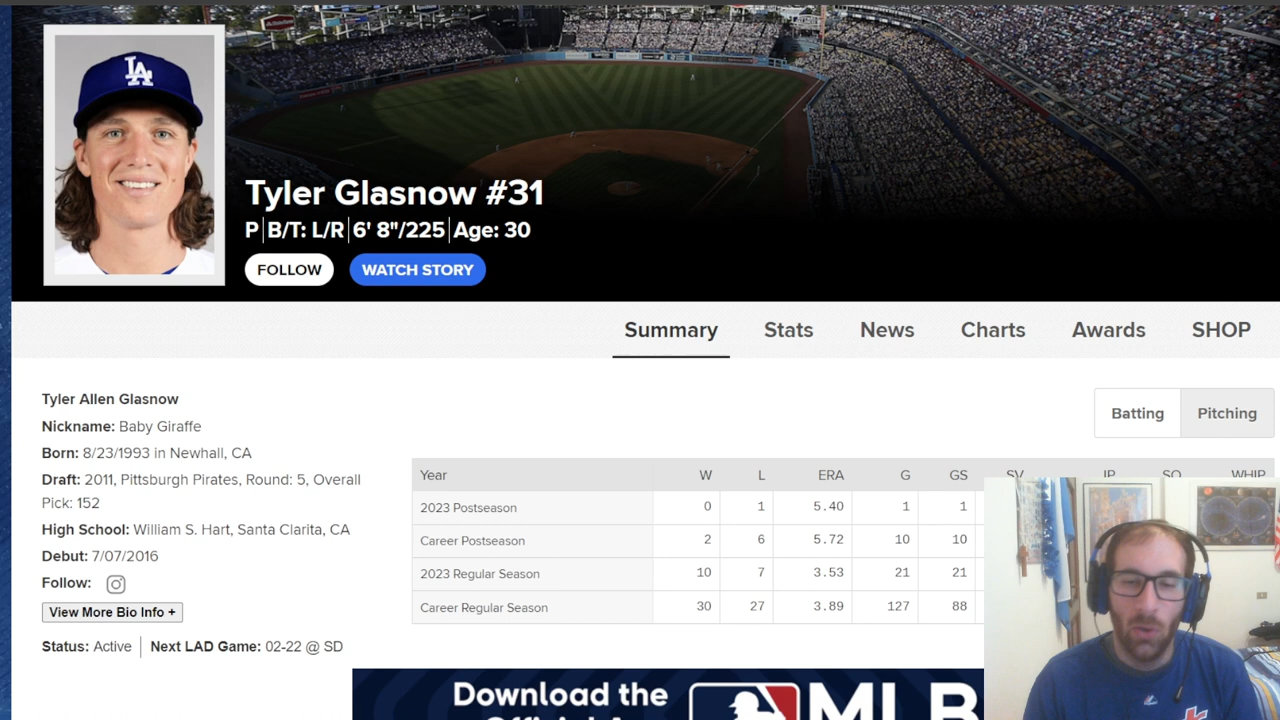 LA
Tyler Glasnow #31
P B/T: L/R 6' 8"/225 Age: 30
FOLLOW WATCH STORY
Summary Stats News Charts Awards SHOP
Tyler Allen Glasnow
Nickname: Baby Giraffe
Born: 8/23/1993 in Newhall, CA
Draft: 2011, Pittsburgh Pirates, Round: 5, Overall
Pick: 152
High School: William S. Hart, Santa Clarita, CA
Debut: 7/07/2016
Follow:
View More Bio Info +
Status: Active Next LAD Game: 02-22 @ SD
Batting Pitching
Year W L ERA G GS SV IP SO WHIP
2023 Postseason 0 1 5.40 1 1
Career Postseason 2 6 5.72 10 10
2023 Regular Season 10 7 3.53 21 21
Career Regular Season 30 27 3.89 127 88
Download the
MLB